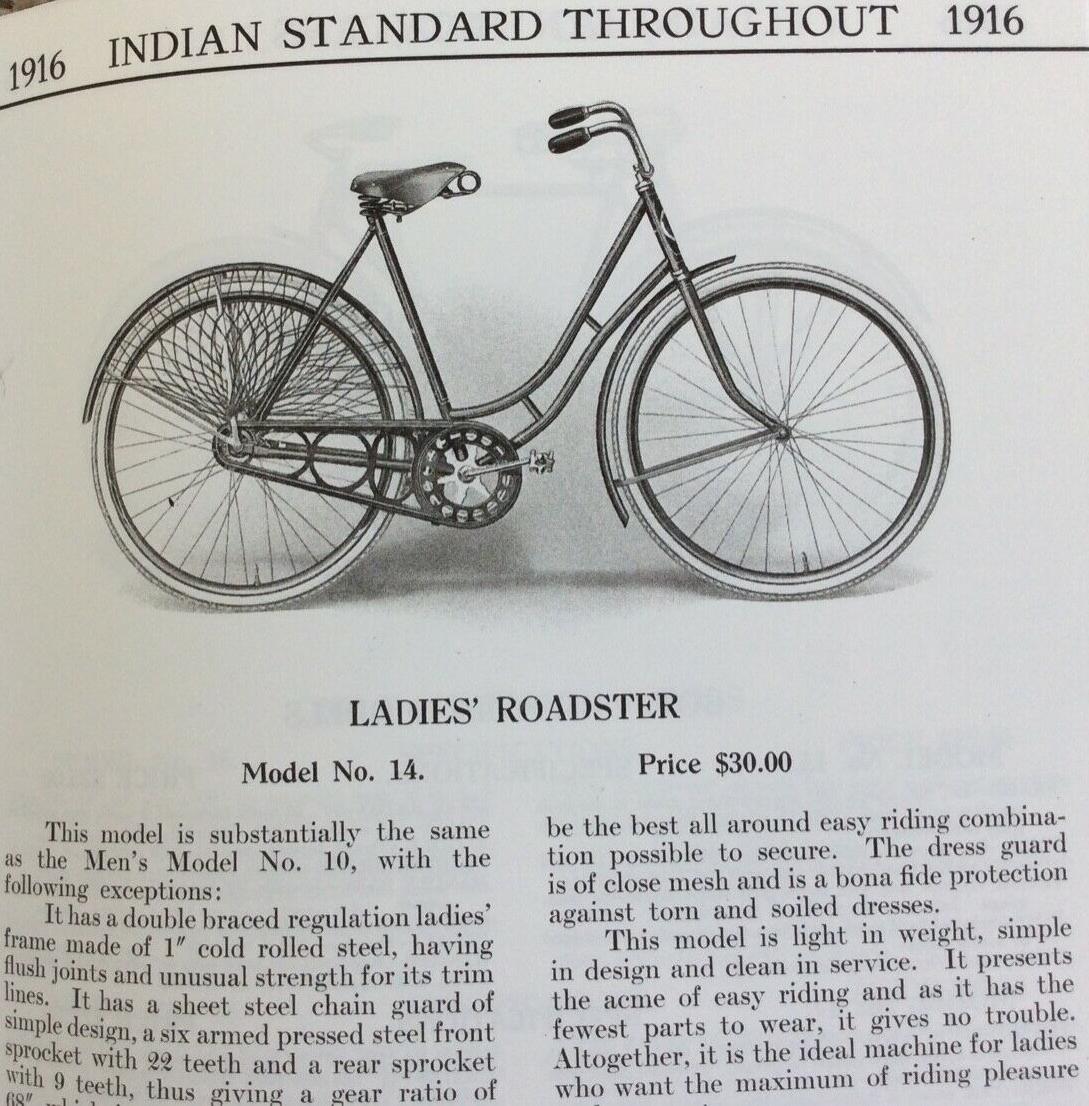 1916 INDIAN STANDARD THROUGHOUT 1916
LADIES' ROADSTER
Model No. 14. Price $30.00
This model is substantially the same
as the Men's Model No. 10, with the
following exceptions:
It has a double braced regulation ladies'
frame made of 1″ cold rolled steel, having
flush joints and unusual strength for its trim
lines. It has a sheet steel chain guard of
simple design, a six armed pressed steel front
sprocket with 22 teeth and a rear sprocket
with 9 teeth, thus giving a gear ratio of
68″
be the best all around easy riding combina-
tion possible to secure. The dress guard
is of close mesh and is a bona fide protection
against torn and soiled dresses.
This model is light in weight, simple
in design and clean in service. It presents
the acme of easy riding and as it has the
fewest parts to wear, it gives no trouble.
Altogether, it is the ideal machine for ladies
who want the maximum of riding pleasure